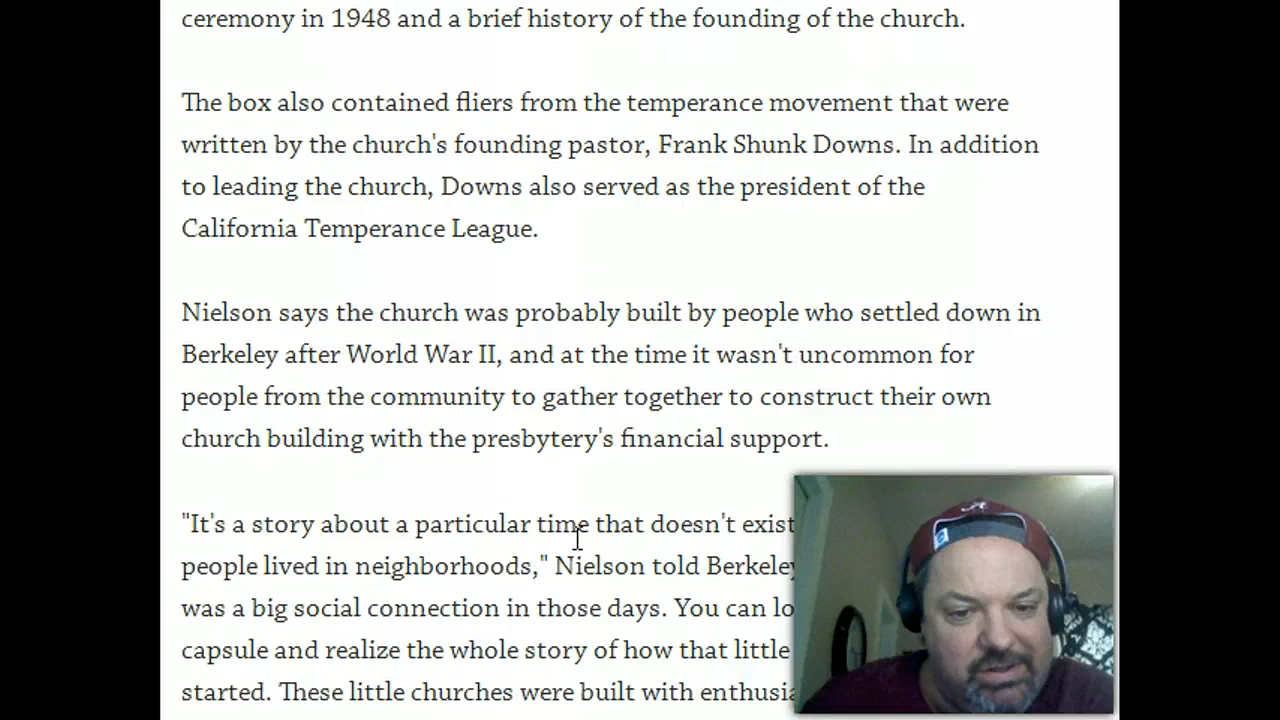 ceremony in 1948 and a brief history of the founding of the church.
The box also contained fliers from the temperance movement that were
written by the church's founding pastor, Frank Shunk Downs. In addition
to leading the church, Downs also served as the president of the
California Temperance League.
Nielson says the church was probably built by people who settled down in
Berkeley after World War II, and at the time it wasn't uncommon for
people from the community to gather together to construct their own
church building with the presbytery's financial support.
"It's a story about a particular time that doesn't exist
people lived in neighborhoods," Nielson told Berkeley
was a big social connection in those days. You can lo
capsule and realize the whole story of how that little
started. These little churches were built with enthusia